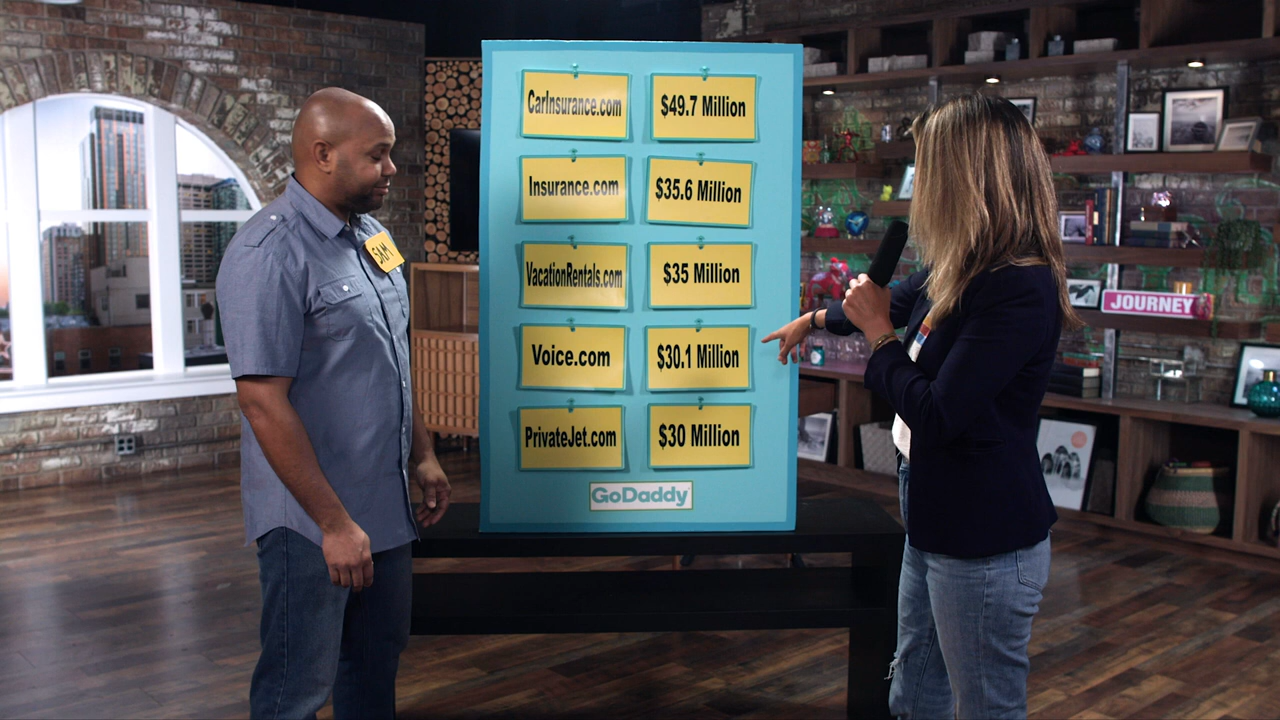 CarInsurance.com $49.7 Million
Insurance.com $35.6 Million
VacationRentals.com $35 Million
Voice.com $30.1 Million
PrivateJet.com $30 Million
GoDaddy
SAM
JOURNEY